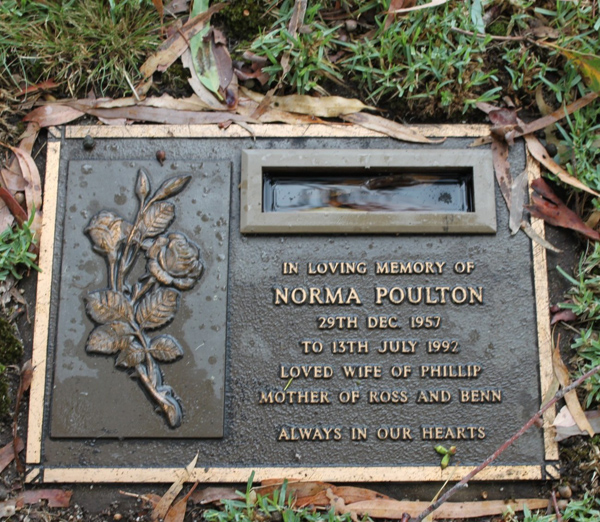 IN LOVING MEMORY OF
NORMA POULTON
29TH DEC. 1957
TO 13TH JULY 1992
LOVED WIFE OF PHILLIP
MOTHER OF ROSS AND BENN
ALWAYS IN OUR HEARTS